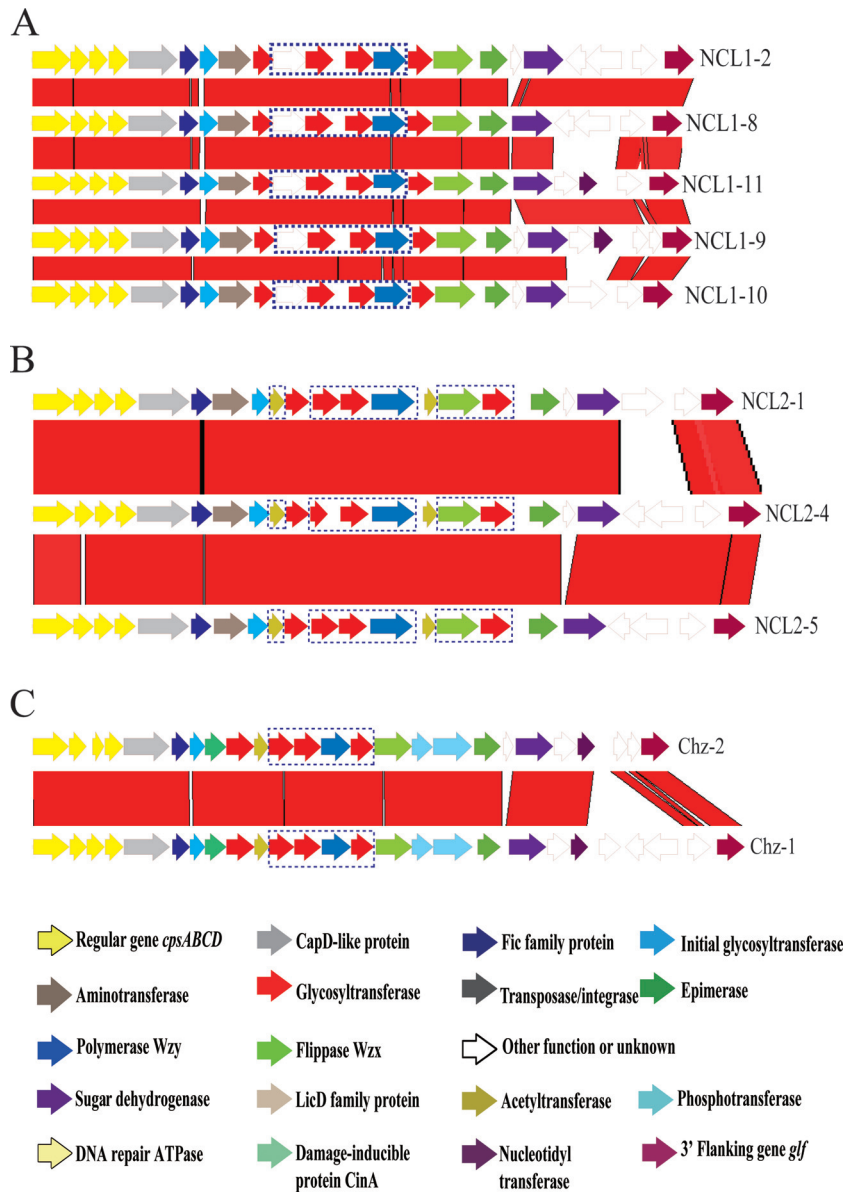 A
NCL1-2
NCL1-8
NCL1-11
NCL1-9
NCL1-10
B
NCL2-1
NCL2-4
NCL2-5
C
Chz-2
Chz-1
Regular gene cpsABCD
CapD-like protein
Fic family protein
Initial glycosyltransferase
Aminotransferase
Glycosyltransferase
Transposase/integrase
Epimerase
Polymerase Wzy
Flippase Wzx
Other function or unknown
Sugar dehydrogenase
LicD family protein
Acetyltransferase
Phosphotransferase
DNA repair ATPase
Damage-inducible
protein CinA
Nucleotidyl
transferase
3' Flanking gene glf